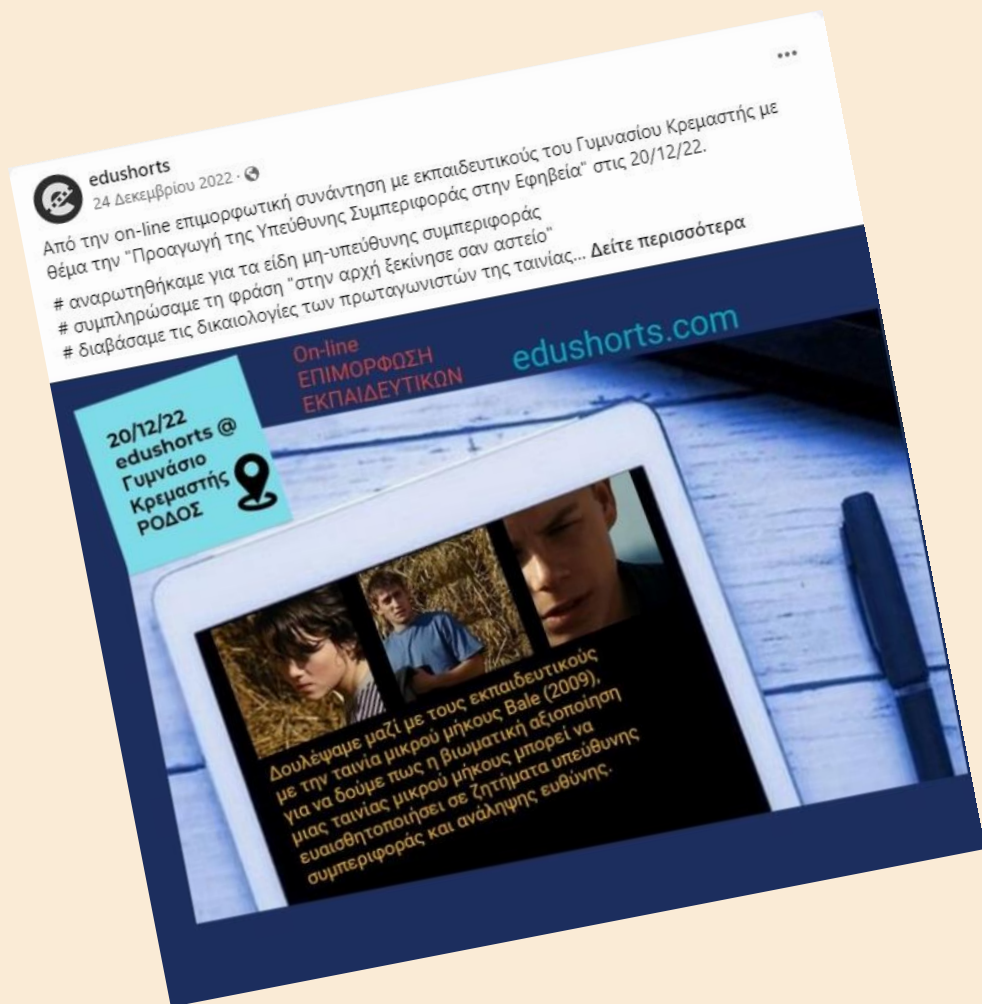 edushorts
24 Δεκεμβρίου 2022 ·
Από την on-line επιμορφωτική συνάντηση με εκπαιδευτικούς του Γυμνασίου Κρεμαστής με
θέμα την "Προαγωγή της Υπεύθυνης Συμπεριφοράς στην Εφηβεία" στις 20/12/22.
# αναρωτηθήκαμε για τα είδη μη-υπεύθυνης συμπεριφοράς
# συμπληρώσαμε τη φράση "στην αρχή ξεκίνησε σαν αστείο"
# διαβάσαμε τις δικαιολογίες των πρωταγωνιστών της ταινίας... Δείτε περισσότερα
On-line
ΕΠΙΜΟΡΦΩΣΗ
ΕΚΠΑΙΔΕΥΤΙΚΩΝ
edushorts.com
20/12/22
edushorts @
Γυμνάσιο
Κρεμαστής
ΡΟΔΟΣ
Δουλέψαμε μαζί με τους εκπαιδευτικούς
με την ταινία μικρού μήκους Bale (2009),
για να δούμε πως η βιωματική αξιοποίηση
μιας ταινίας μικρού μήκους μπορεί να
ευαισθητοποιήσει σε ζητήματα υπεύθυνης
συμπεριφοράς και ανάληψης ευθύνης.